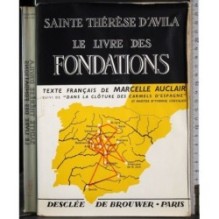 SAINTE THÉRÈSE D'AVILA
LE LIVRE DES
FONDATIONS
TEXTE FRANÇAIS DE MARCELLE AUCLAIR
SUIVI DE "DANS LA CLÔTURE DES CARMELS D'ESPAGNE"
DESCLÉE DE BROUWER - PARIS